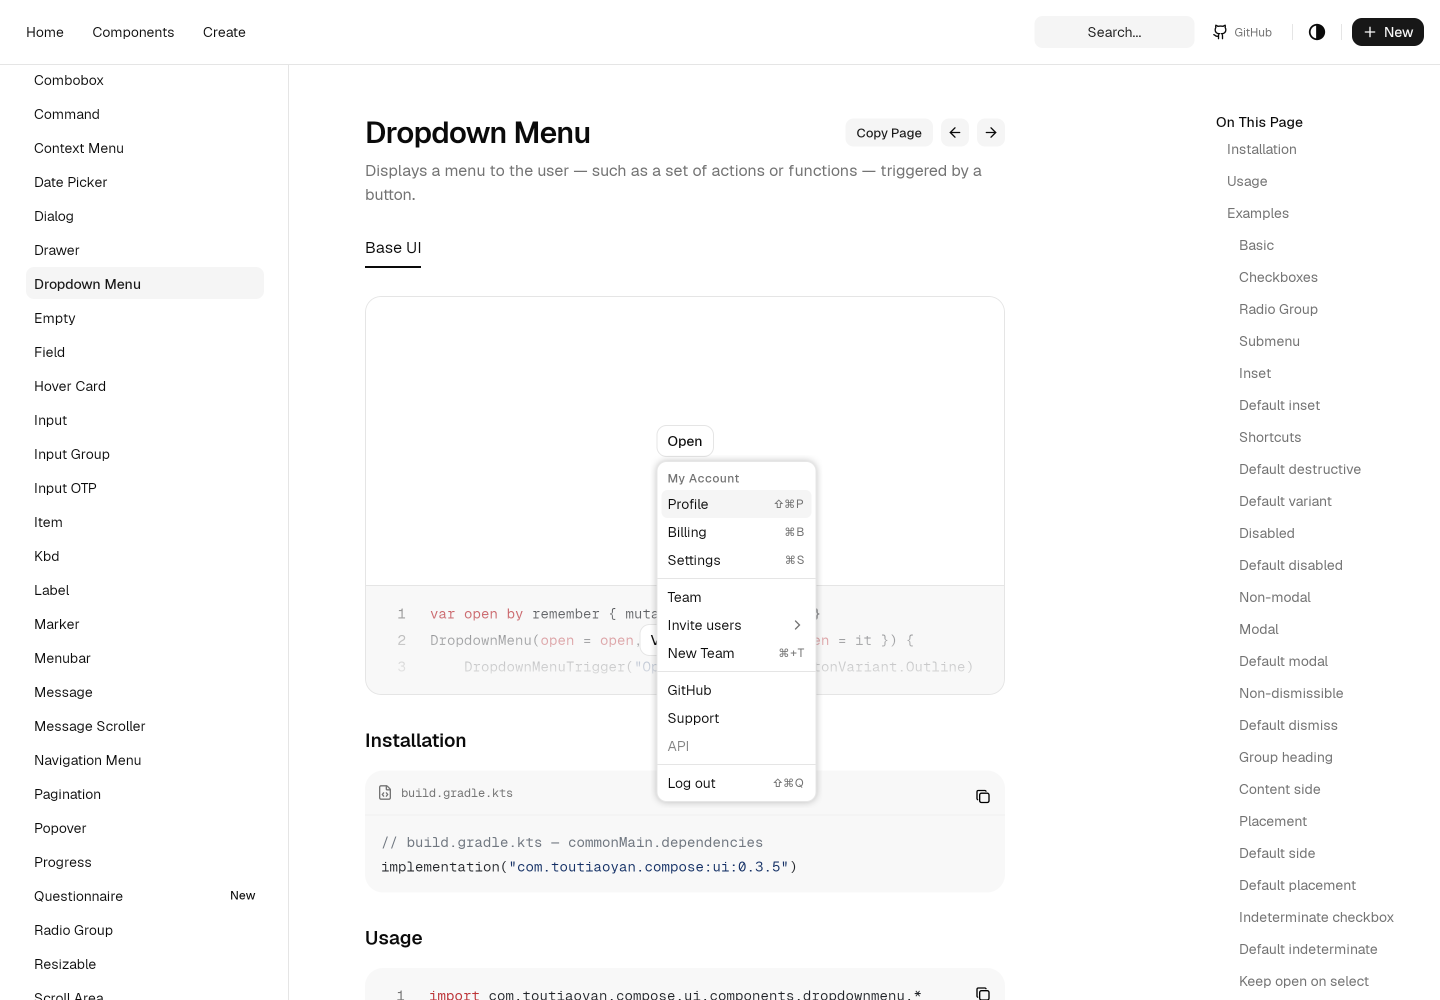 Home Components Create Search... GitHub New
Combobox
Command
Context Menu
Date Picker
Dialog
Drawer
Dropdown Menu
Empty
Field
Hover Card
Input
Input Group
Input OTP
Item
Kbd
Label
Marker
Menubar
Message
Message Scroller
Navigation Menu
Pagination
Popover
Progress
Questionnaire New
Radio Group
Resizable
Scroll Area
Dropdown Menu
Copy Page
Displays a menu to the user — such as a set of actions or functions — triggered by a
button.
Base UI
Open
My Account
Profile ⇧⌘P
Billing ⌘B
Settings ⌘S
Team
Invite users
New Team ⌘+T
GitHub
Support
API
Log out ⇧⌘Q
1 var open by remember { }
2 DropdownMenu(open = open, = it }) {
3 DropdownMenuTrigger(" .Outline)
Installation
build.gradle.kts
// build.gradle.kts — commonMain.dependencies
implementation("com.toutiaoyan.compose:ui:0.3.5")
Usage
1 import com.toutiaoyan.compose.ui.components.dropdownmenu.*
On This Page
Installation
Usage
Examples
Basic
Checkboxes
Radio Group
Submenu
Inset
Default inset
Shortcuts
Default destructive
Default variant
Disabled
Default disabled
Non-modal
Modal
Default modal
Non-dismissible
Default dismiss
Group heading
Content side
Placement
Default side
Default placement
Indeterminate checkbox
Default indeterminate
Keep open on select